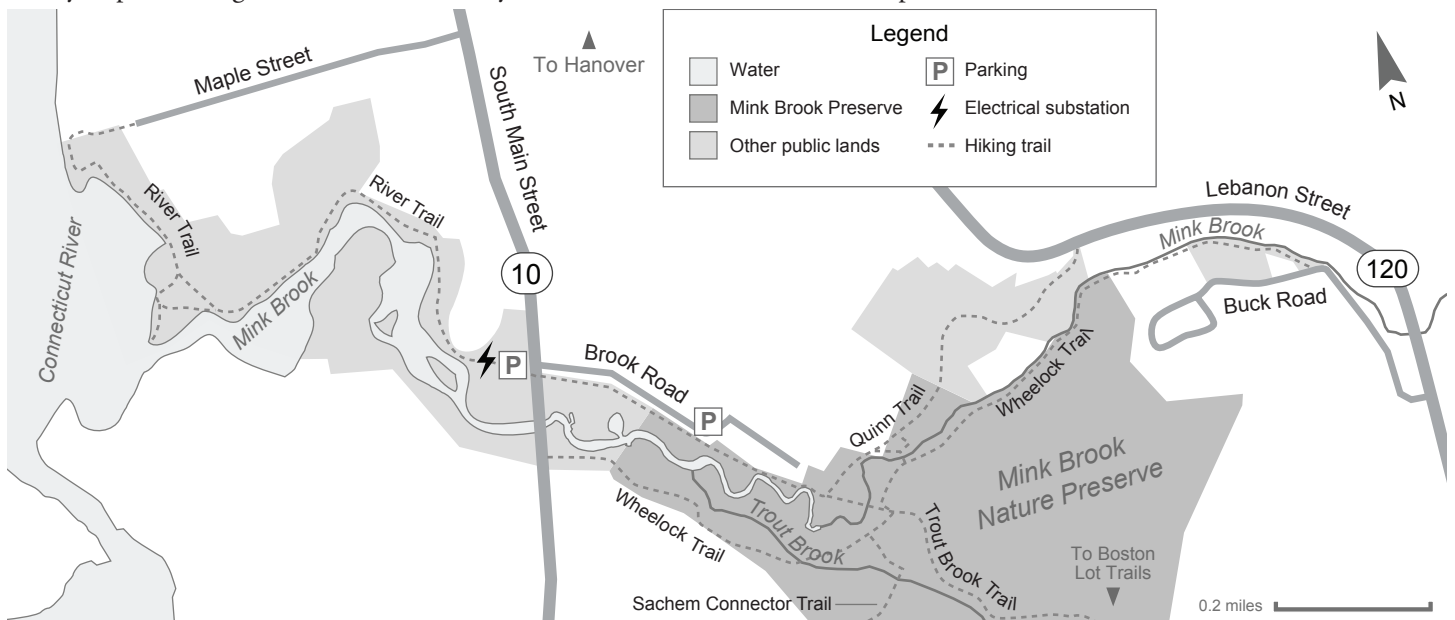 Legend
Water
Mink Brook Preserve
Other public lands
P
Parking
Electrical substation
Hiking trail
N
To Hanover
Maple Street
South Main Street
River Trail
River Trail
Connecticut River
Mink Brook
10
P
Brook Road
P
Lebanon Street
Mink Brook
120
Buck Road
Quinn Trail
Wheelock Trail
Mink Brook
Nature Preserve
Wheelock Trail
Trout Brook
Trout Brook Trail
To Boston
Lot Trails
Sachem Connector Trail
0.2 miles